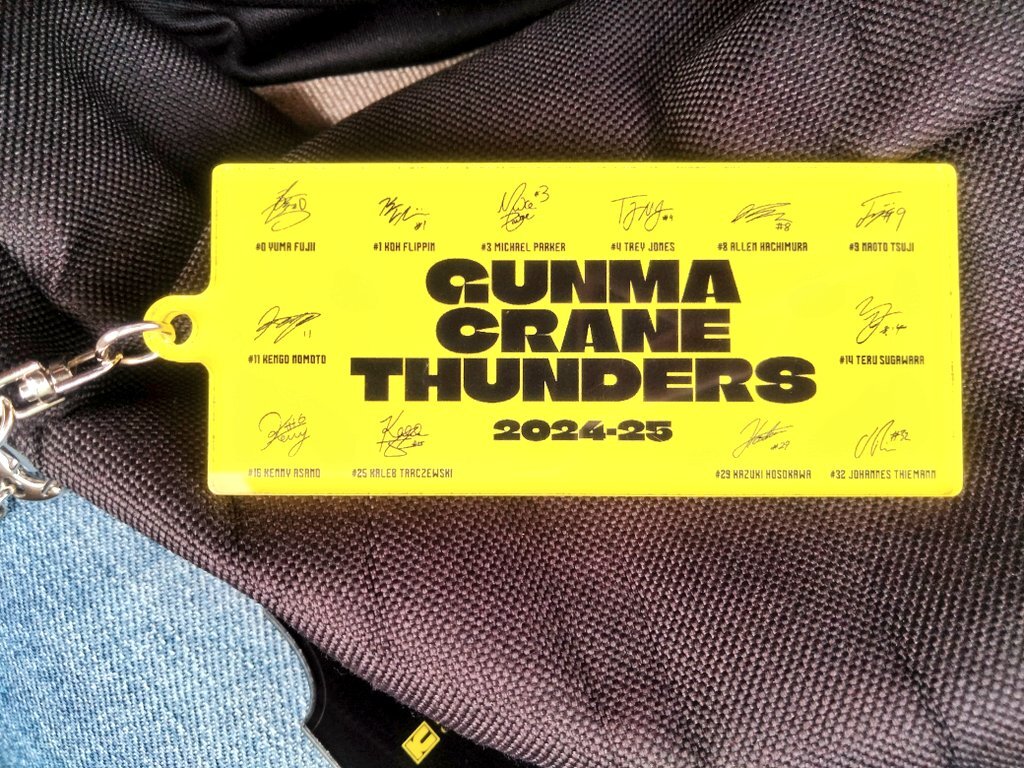 #0 YUMA FUJII
#1 KOH FLIPPIN
#3 MICHAEL PARKER
#4 TREY JONES
#8 ALLEN HACHIMURA
#9 NAOTO TSUJI
GUNMA
CRANE
THUNDERS
2024-25
#11 KENGO NOMOTO
#14 TERU SUGAWARA
#16 KENNY ASANO
#25 KALEB TARCZEWSKI
#29 KAZUKI HOSOKAWA
#32 JOHANNES THIEMANN